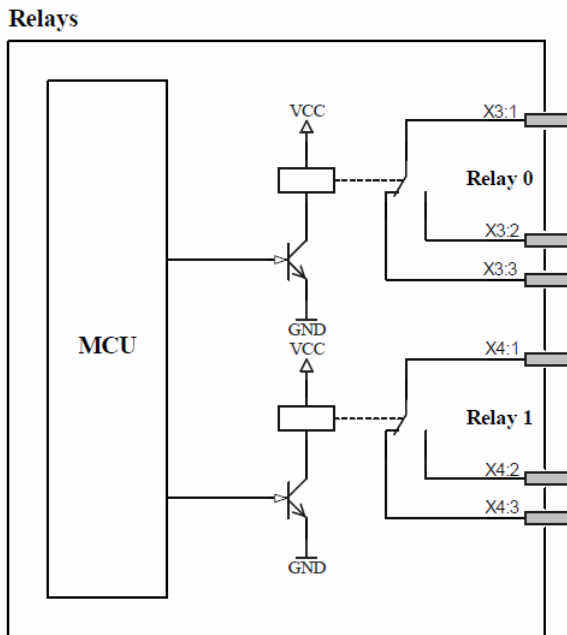 Relays
VCC
X3:1
Relay 0
X3:2
X3:3
GND
MCU
VCC
X4:1
Relay 1
X4:2
X4:3
GND